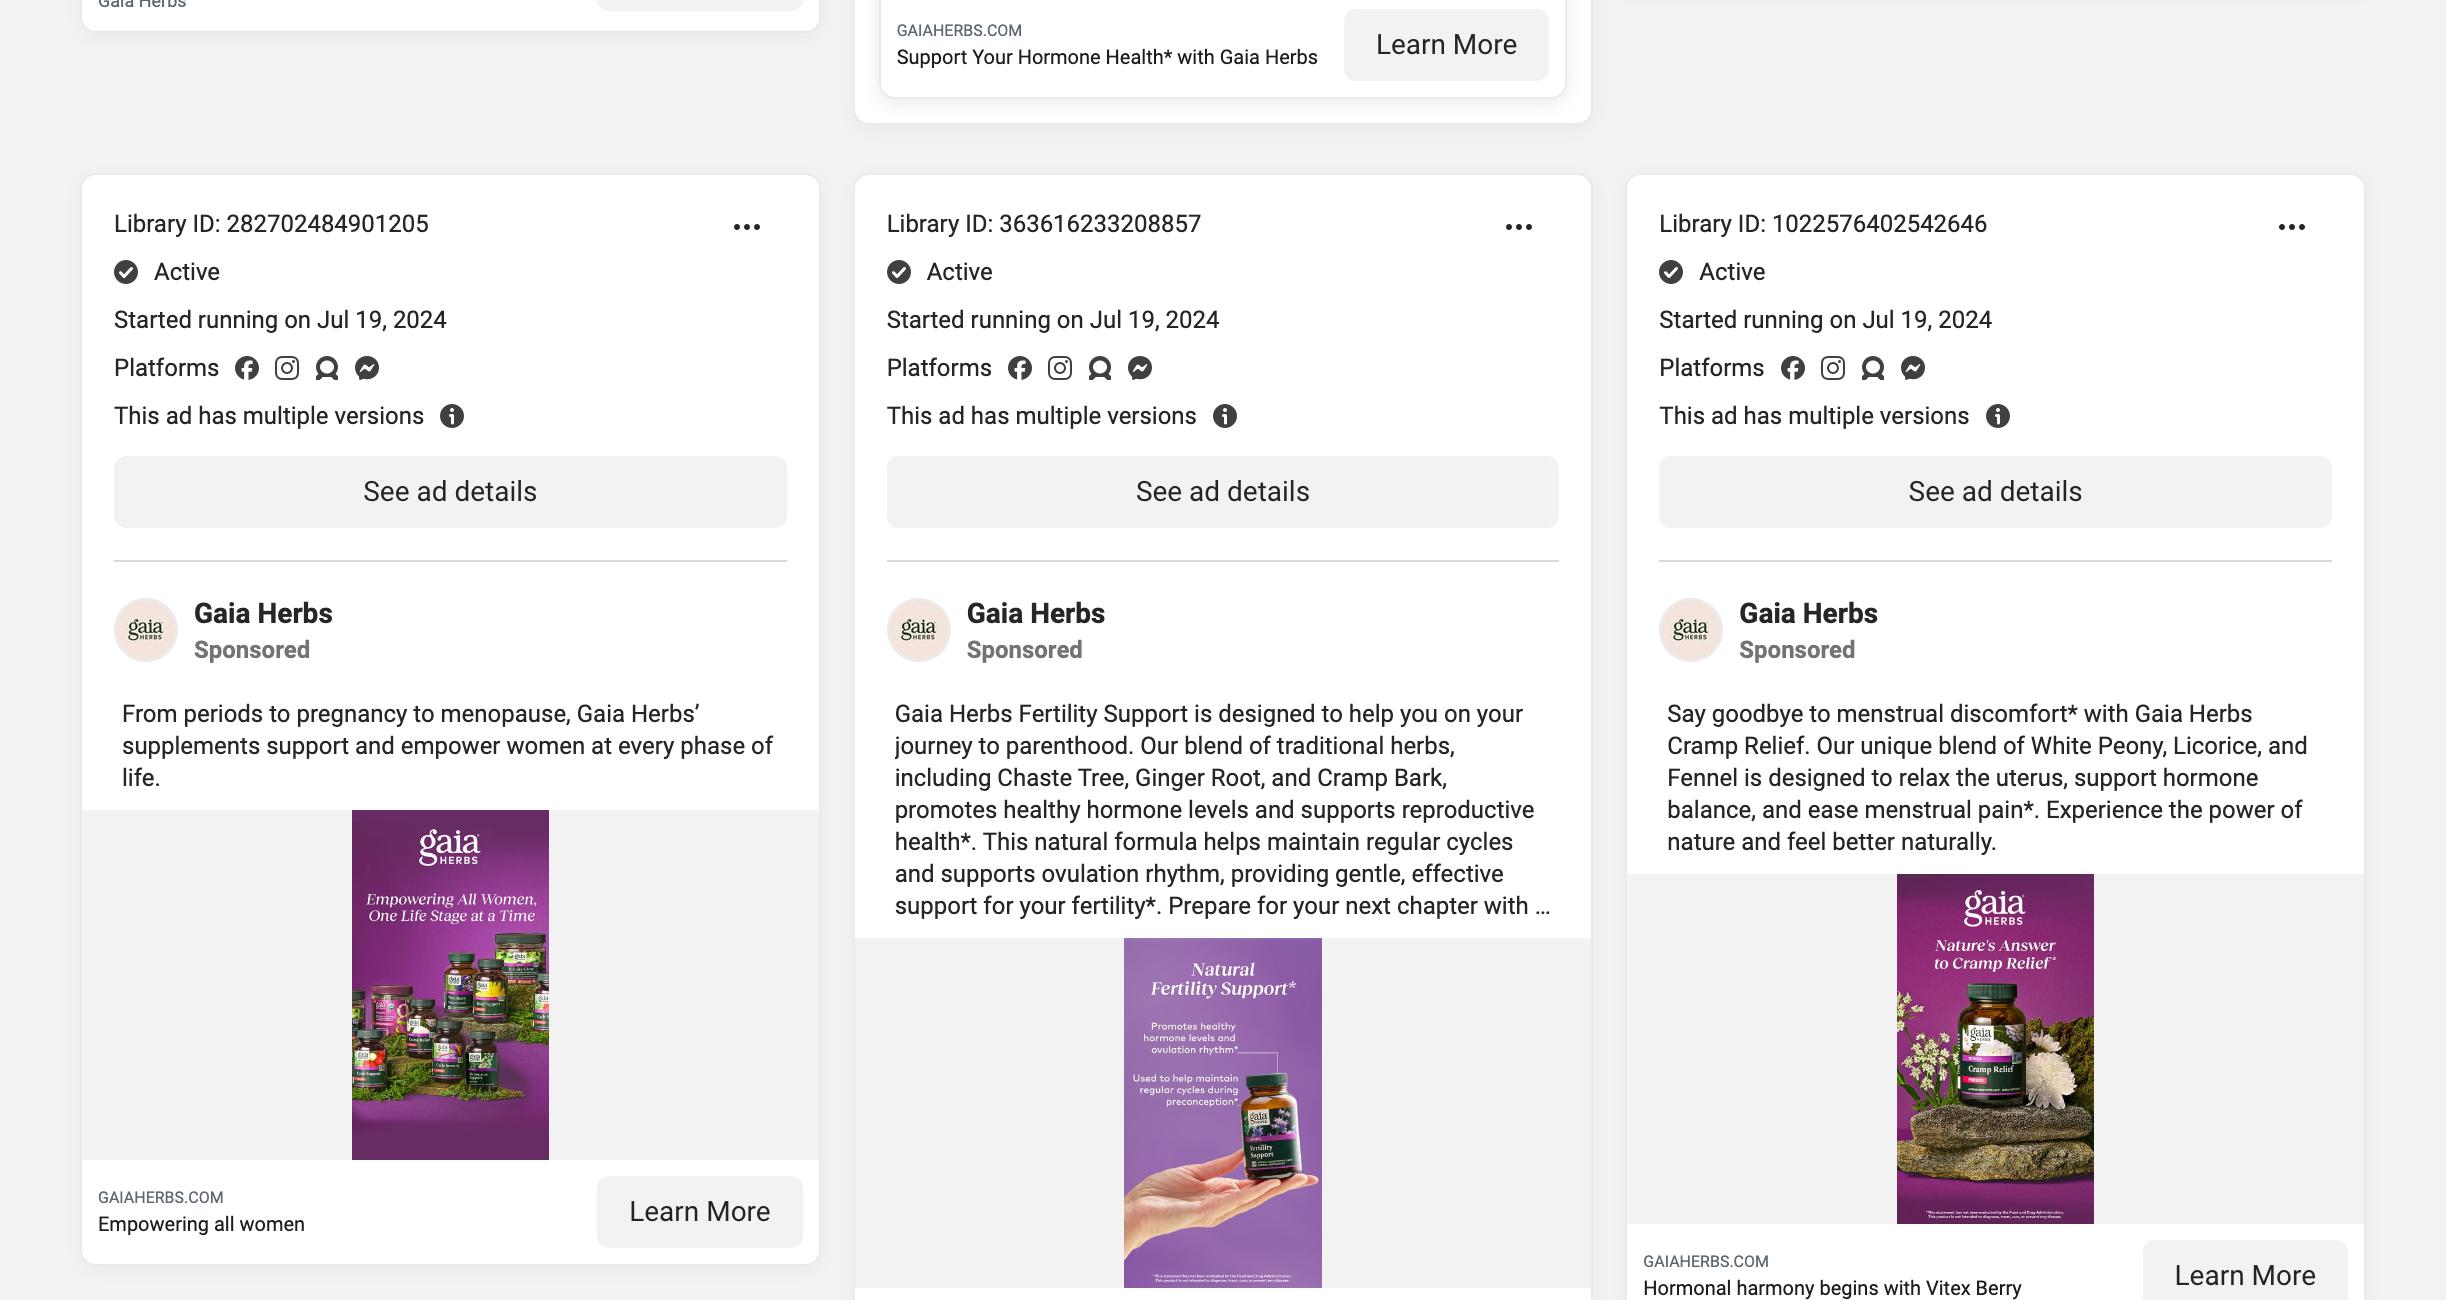 Gaia Herbs
GAIAHERBS.COM
Support Your Hormone Health* with Gaia Herbs
Learn More
Library ID: 282702484901205
Active
Started running on Jul 19, 2024
Platforms
This ad has multiple versions
See ad details
Gaia Herbs
Sponsored
From periods to pregnancy to menopause, Gaia Herbs’
supplements support and empower women at every phase of
life.
gaia
HERBS
Empowering All Women,
One Life Stage at a Time
GAIAHERBS.COM
Empowering all women
Learn More
Library ID: 363616233208857
Active
Started running on Jul 19, 2024
Platforms
This ad has multiple versions
See ad details
gaia
HERBS
Gaia Herbs
Sponsored
Gaia Herbs Fertility Support is designed to help you on your
journey to parenthood. Our blend of traditional herbs,
including Chaste Tree, Ginger Root, and Cramp Bark,
promotes healthy hormone levels and supports reproductive
health*. This natural formula helps maintain regular cycles
and supports ovulation rhythm, providing gentle, effective
support for your fertility*. Prepare for your next chapter with ...
Natural
Fertility Support*
Promotes healthy
hormone levels and
ovulation rhythm*
Used to help maintain
regular cycles during
preconception*
gaia
HERBS
Fertility
Support
Library ID: 1022576402542646
Active
Started running on Jul 19, 2024
Platforms
This ad has multiple versions
See ad details
gaia
HERBS
Gaia Herbs
Sponsored
Say goodbye to menstrual discomfort* with Gaia Herbs
Cramp Relief. Our unique blend of White Peony, Licorice, and
Fennel is designed to relax the uterus, support hormone
balance, and ease menstrual pain*. Experience the power of
nature and feel better naturally.
gaia
HERBS
Nature's Answer
to Cramp Relief*
gaia
HERBS
Cramp Relief
PERIOD
GAIAHERBS.COM
Hormonal harmony begins with Vitex Berry
Learn More